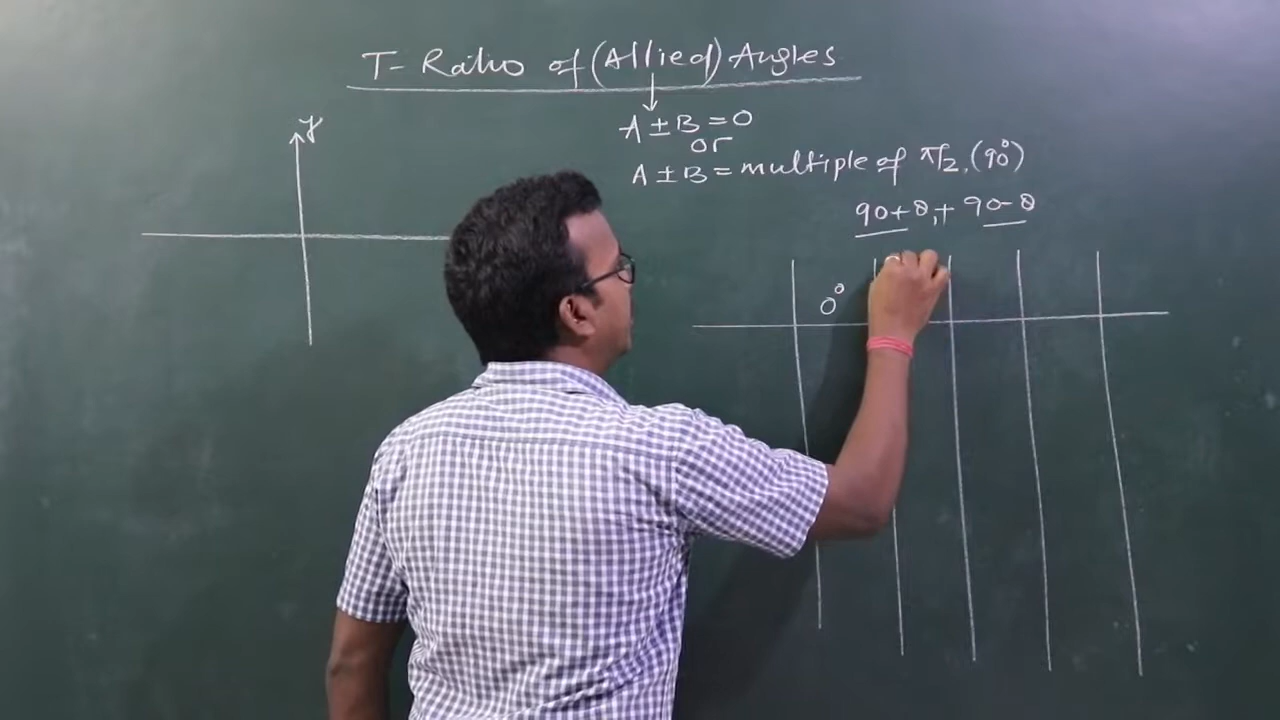 T- Ratio of (Allied) Angles
A ± B = 0
or
A ± B = multiple of π/2, (90°)
90+θ, + 90-θ
y
0°